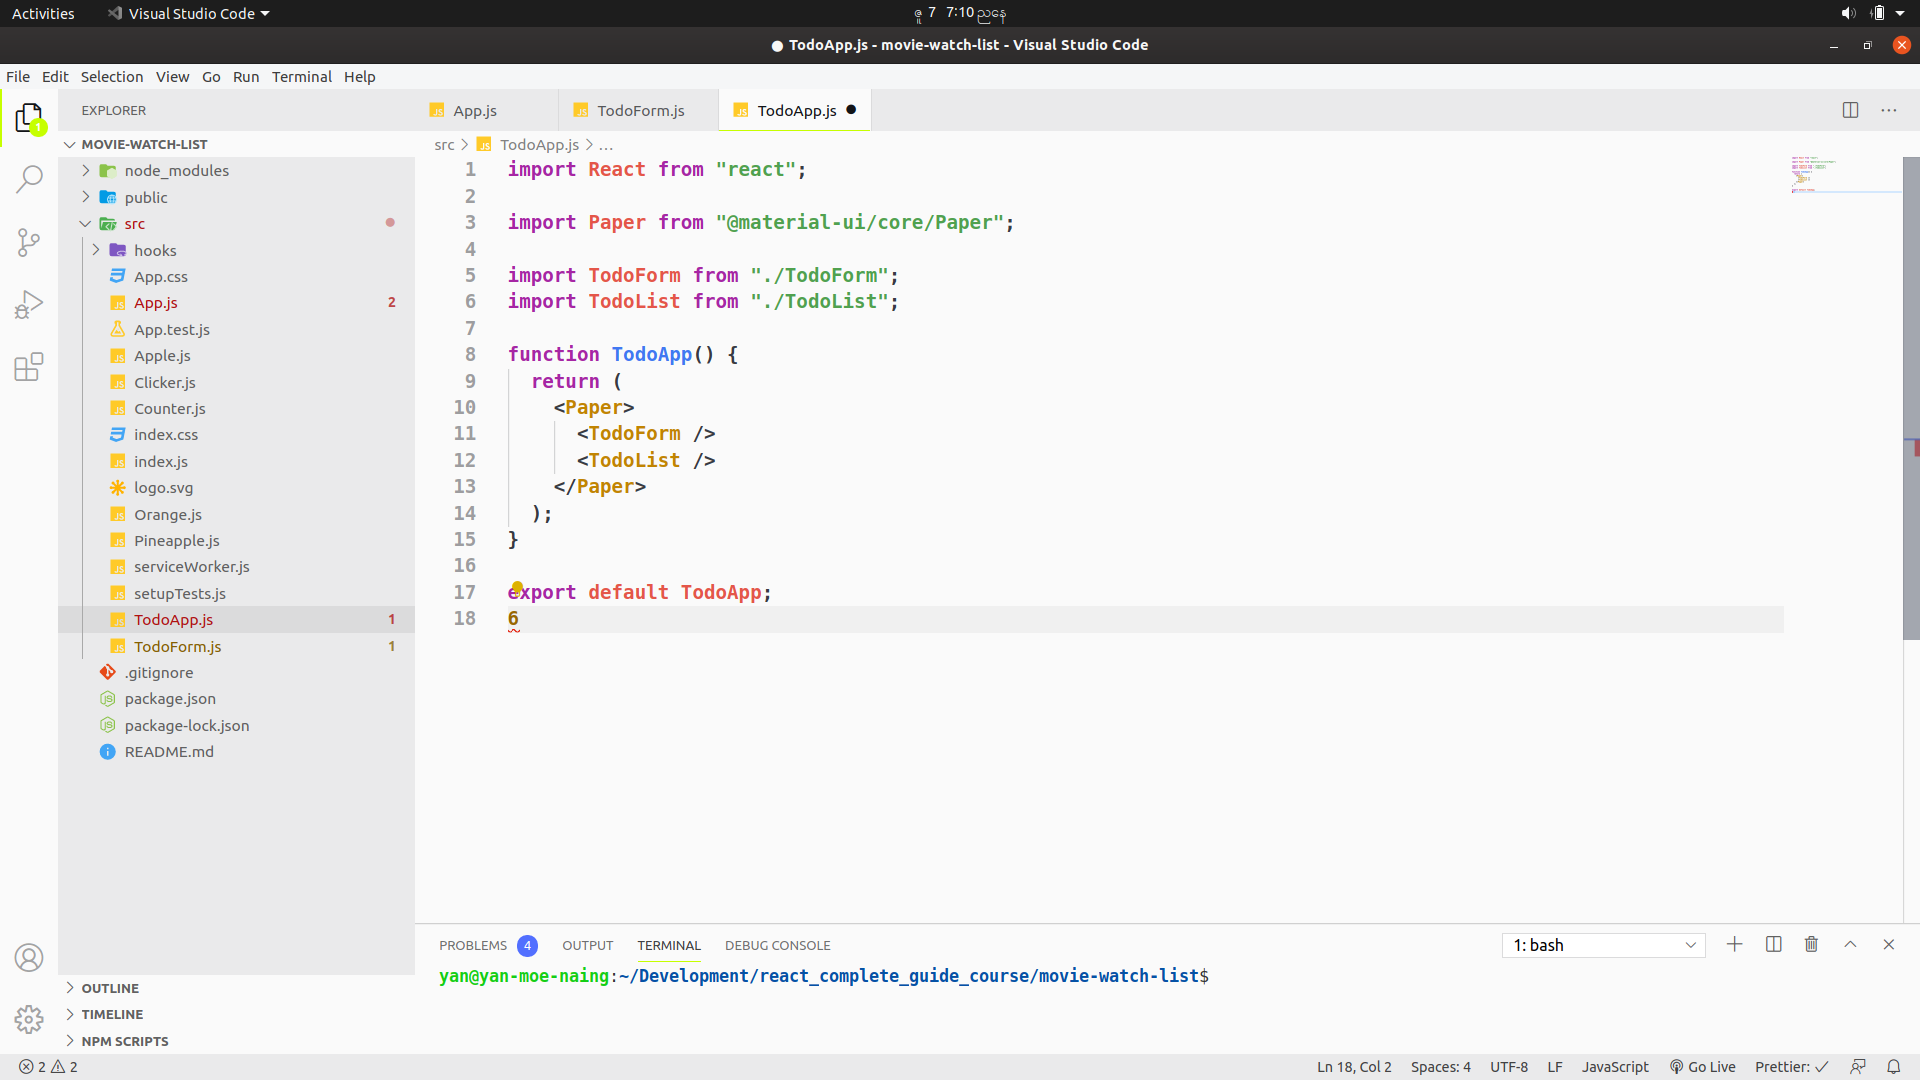 Activities Visual Studio Code ဇူ 7 7:10 ညနေ
● TodoApp.js - movie-watch-list - Visual Studio Code
File Edit Selection View Go Run Terminal Help
1
EXPLORER
MOVIE-WATCH-LIST
node_modules
public
src
hooks
App.css
App.js 2
App.test.js
Apple.js
Clicker.js
Counter.js
index.css
index.js
logo.svg
Orange.js
Pineapple.js
serviceWorker.js
setupTests.js
TodoApp.js 1
TodoForm.js 1
.gitignore
package.json
package-lock.json
README.md
OUTLINE
TIMELINE
NPM SCRIPTS
JS App.js JS TodoForm.js JS TodoApp.js ●
src > JS TodoApp.js > ...
1 import React from "react";
2
3 import Paper from "@material-ui/core/Paper";
4
5 import TodoForm from "./TodoForm";
6 import TodoList from "./TodoList";
7
8 function TodoApp() {
9 return (
10 <Paper>
11 <TodoForm />
12 <TodoList />
13 </Paper>
14 );
15 }
16
17 export default TodoApp;
18 6
PROBLEMS 4 OUTPUT TERMINAL DEBUG CONSOLE 1: bash
yan@yan-moe-naing:~/Development/react_complete_guide_course/movie-watch-list$
2 2 Ln 18, Col 2 Spaces: 4 UTF-8 LF JavaScript Go Live Prettier: ✓